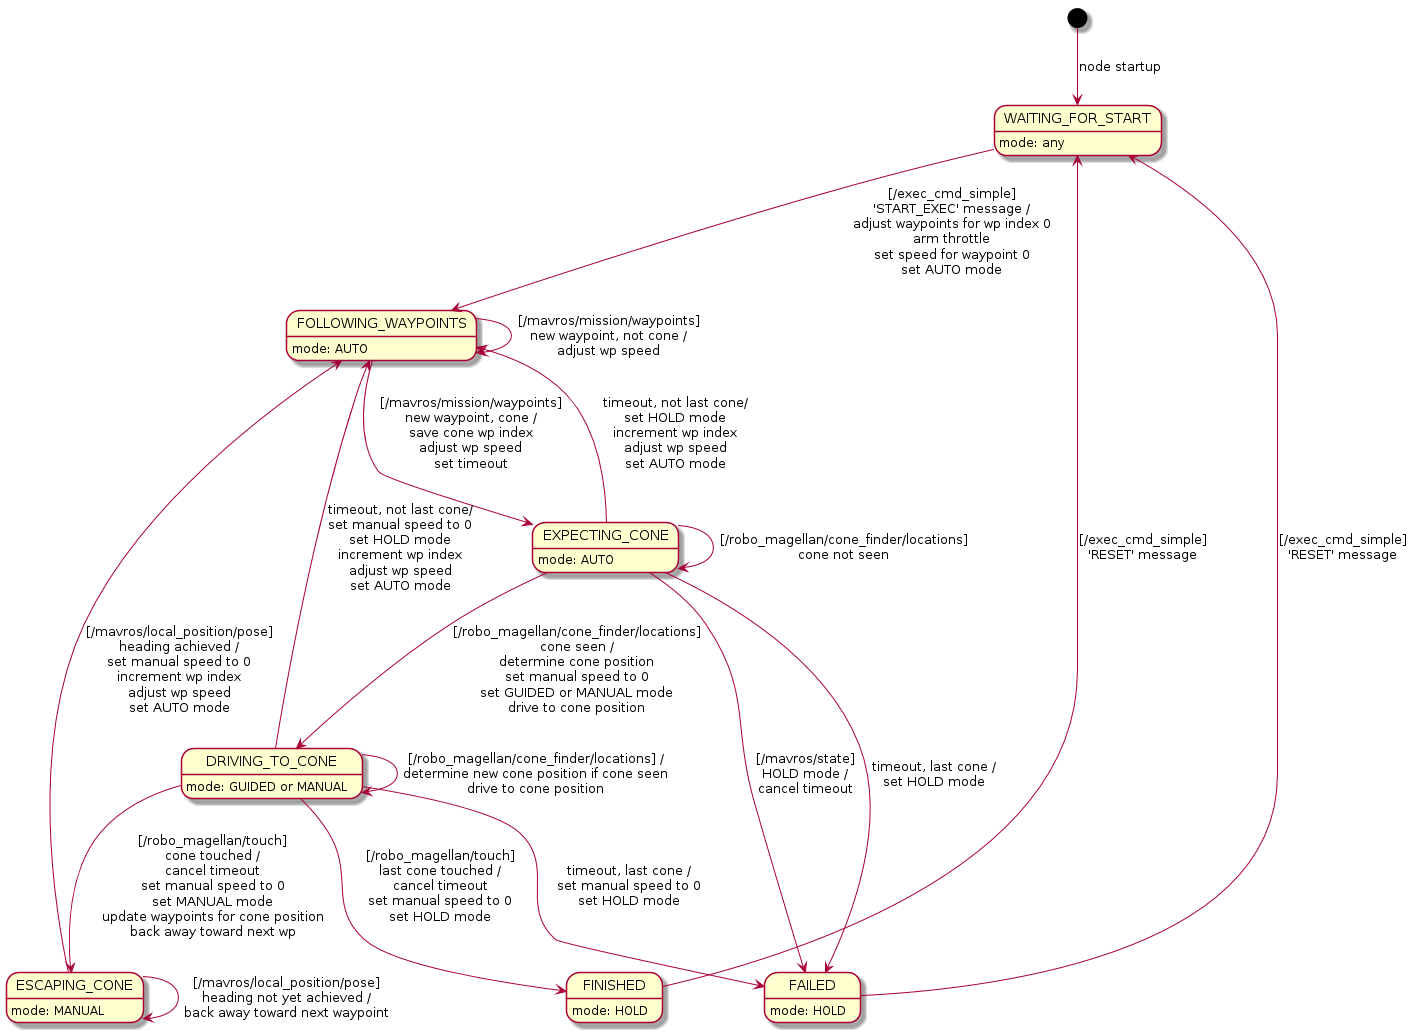 node startup
WAITING_FOR_START
mode: any
[/exec_cmd_simple]
'START_EXEC' message /
adjust waypoints for wp index 0
arm throttle
set speed for waypoint 0
set AUTO mode
FOLLOWING_WAYPOINTS
mode: AUTO
[/mavros/mission/waypoints]
new waypoint, not cone /
adjust wp speed
[/mavros/mission/waypoints]
new waypoint, cone /
save cone wp index
adjust wp speed
set timeout
timeout, not last cone/
set HOLD mode
increment wp index
adjust wp speed
set AUTO mode
timeout, not last cone/
set manual speed to 0
set HOLD mode
increment wp index
adjust wp speed
set AUTO mode
EXPECTING_CONE
mode: AUTO
[/robo_magellan/cone_finder/locations]
cone not seen
[/exec_cmd_simple]
'RESET' message
[/exec_cmd_simple]
'RESET' message
[/mavros/local_position/pose]
heading achieved /
set manual speed to 0
increment wp index
adjust wp speed
set AUTO mode
[/robo_magellan/cone_finder/locations]
cone seen /
determine cone position
set manual speed to 0
set GUIDED or MANUAL mode
drive to cone position
DRIVING_TO_CONE
mode: GUIDED or MANUAL
[/robo_magellan/cone_finder/locations] /
determine new cone position if cone seen
drive to cone position
[/mavros/state]
HOLD mode /
cancel timeout
timeout, last cone /
set HOLD mode
[/robo_magellan/touch]
cone touched /
cancel timeout
set manual speed to 0
set MANUAL mode
update waypoints for cone position
back away toward next wp
[/robo_magellan/touch]
last cone touched /
cancel timeout
set manual speed to 0
set HOLD mode
timeout, last cone /
set manual speed to 0
set HOLD mode
ESCAPING_CONE
mode: MANUAL
[/mavros/local_position/pose]
heading not yet achieved /
back away toward next waypoint
FINISHED
mode: HOLD
FAILED
mode: HOLD